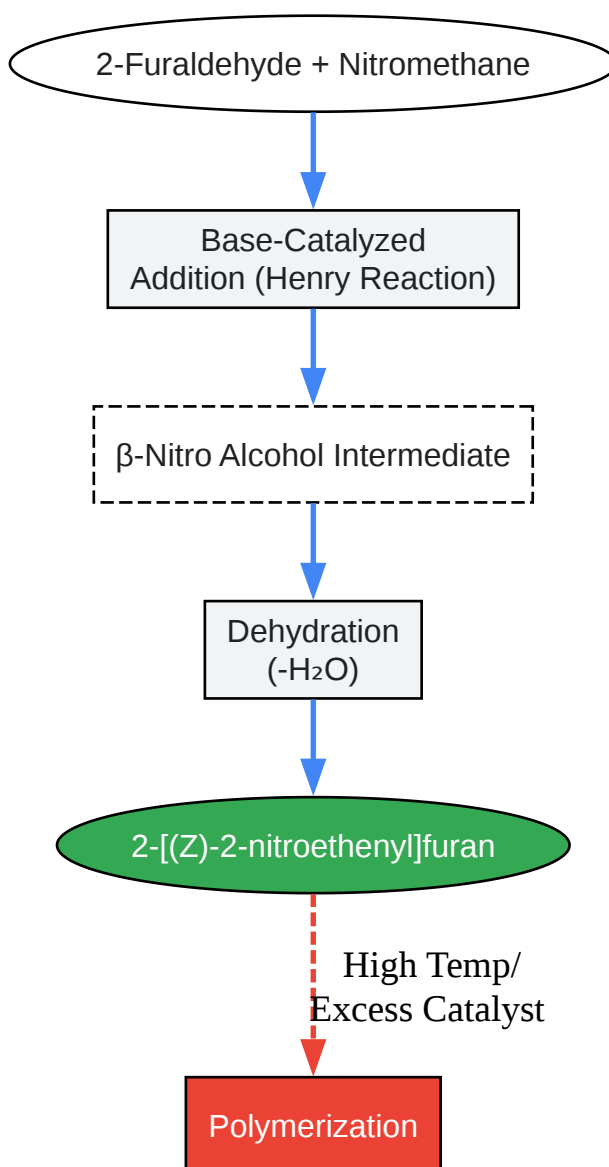 2-Furaldehyde + Nitromethane
Base-Catalyzed
Addition (Henry Reaction)
β-Nitro Alcohol Intermediate
Dehydration
(-H₂O)
2-[(Z)-2-nitroethenyl]furan
High Temp/
Excess Catalyst
Polymerization